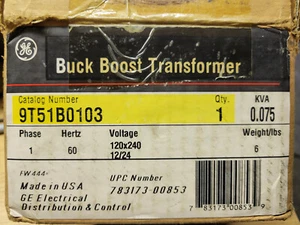 GE
Buck Boost Transformer
Catalog Number Qty. KVA
9T51B0103 1 0.075
Phase Hertz Voltage Weight/lbs
1 60 120x240 6
12/24
FW444-
Made in USA UPC Number
GE Electrical 783173-00853
Distribution & Control
7 83173 00853 9